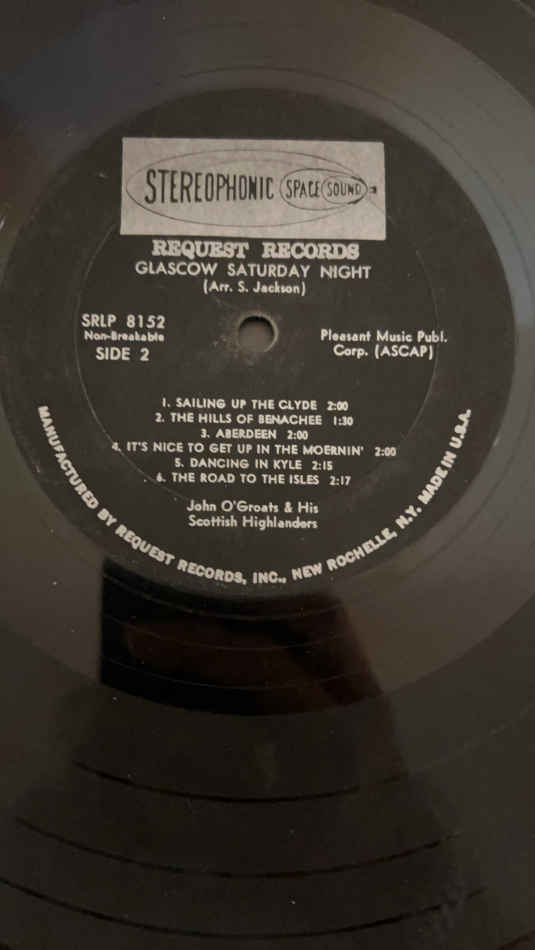 STEREOPHONIC SPACE SOUND
REQUEST RECORDS
GLASCOW SATURDAY NIGHT
(Arr. S. Jackson)
SRLP 8152
Non-Breakable
SIDE 2
Pleasant Music Publ.
Corp. (ASCAP)
1. SAILING UP THE CLYDE 2:00
2. THE HILLS OF BENACHEE 1:30
3. ABERDEEN 2:00
4. IT'S NICE TO GET UP IN THE MOERNIN' 2:00
5. DANCING IN KYLE 2:15
6. THE ROAD TO THE ISLES 2:17
John O'Groats & His
Scottish Highlanders
MANUFACTURED BY REQUEST RECORDS, INC., NEW ROCHELLE, N.Y. MADE IN U.S.A.